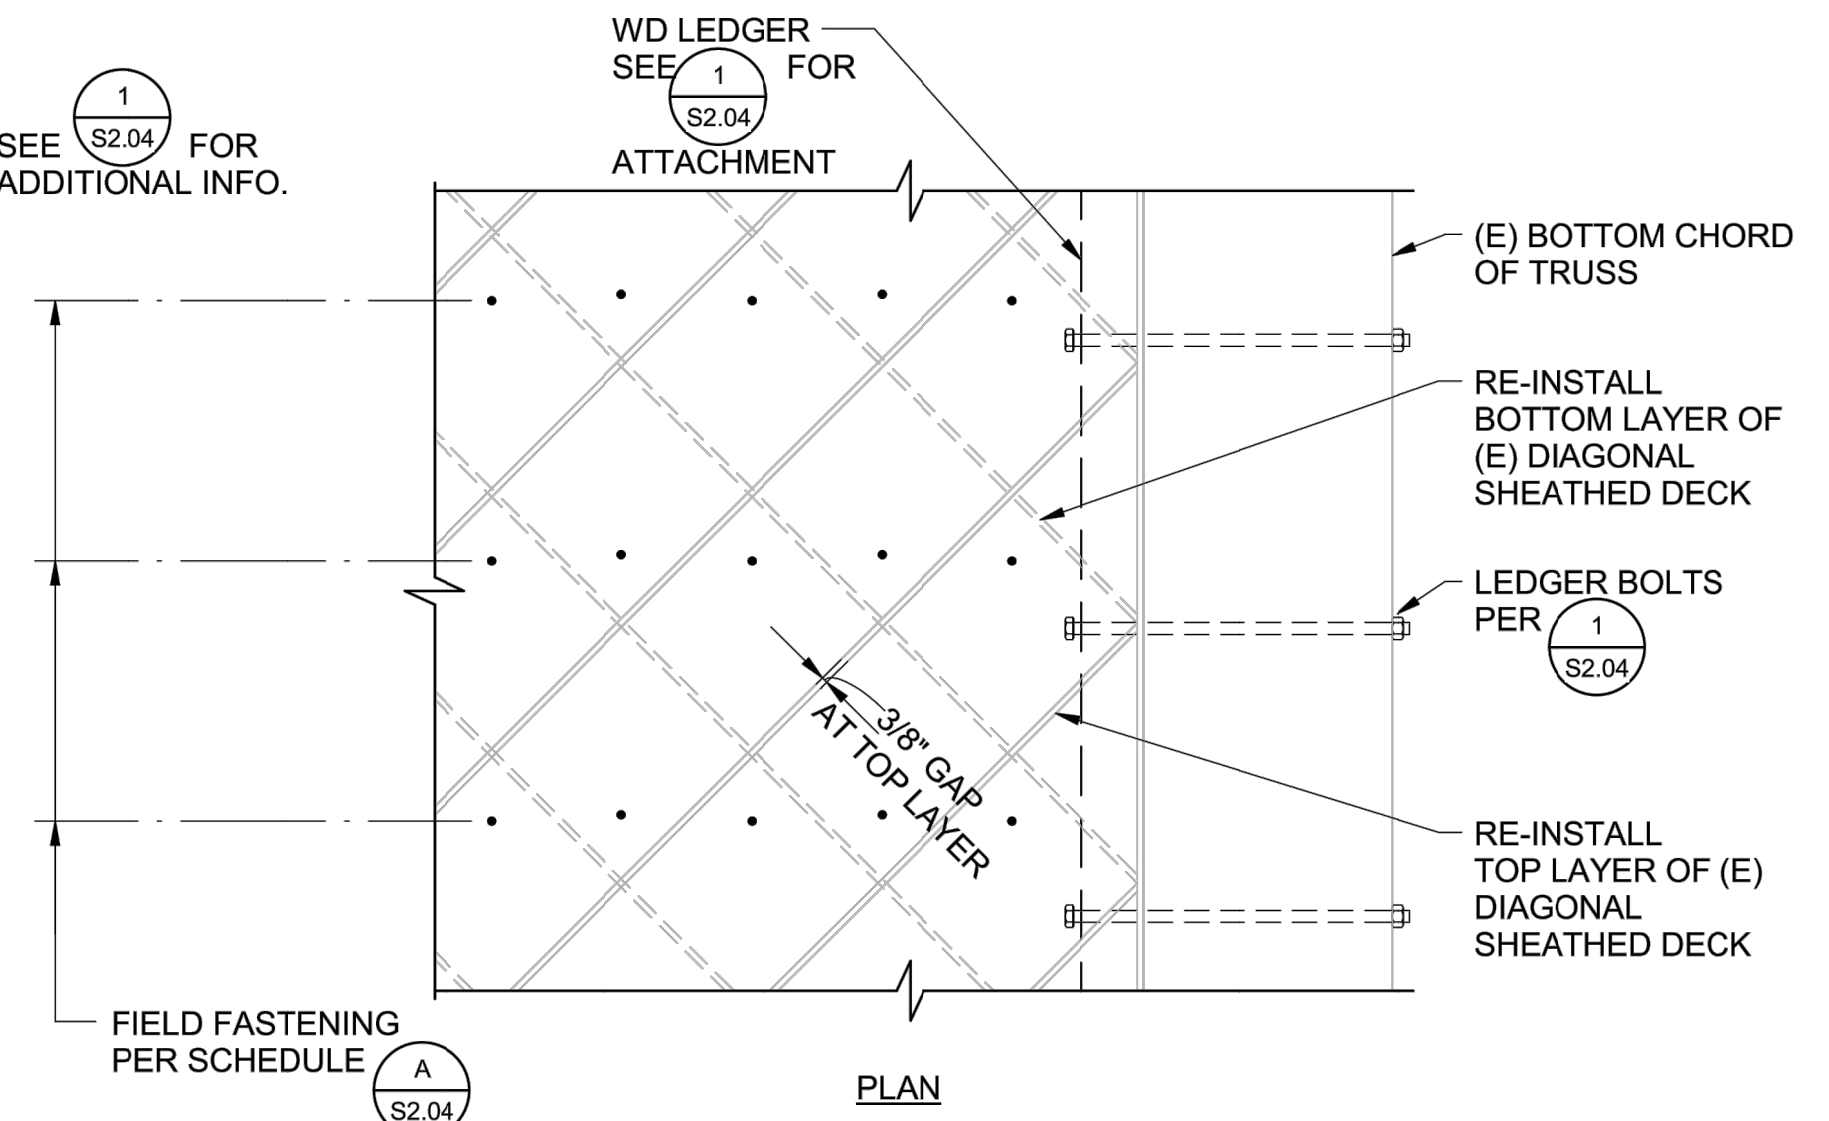 WD LEDGER
SEE 1 FOR
S2.04
ATTACHMENT
1
SEE S2.04 FOR
ADDITIONAL INFO.
(E) BOTTOM CHORD
OF TRUSS
RE-INSTALL
BOTTOM LAYER OF
(E) DIAGONAL
SHEATHED DECK
LEDGER BOLTS
PER 1
S2.04
3/8" GAP
AT TOP LAYER
RE-INSTALL
TOP LAYER OF (E)
DIAGONAL
SHEATHED DECK
FIELD FASTENING
PER SCHEDULE A
S2.04
PLAN